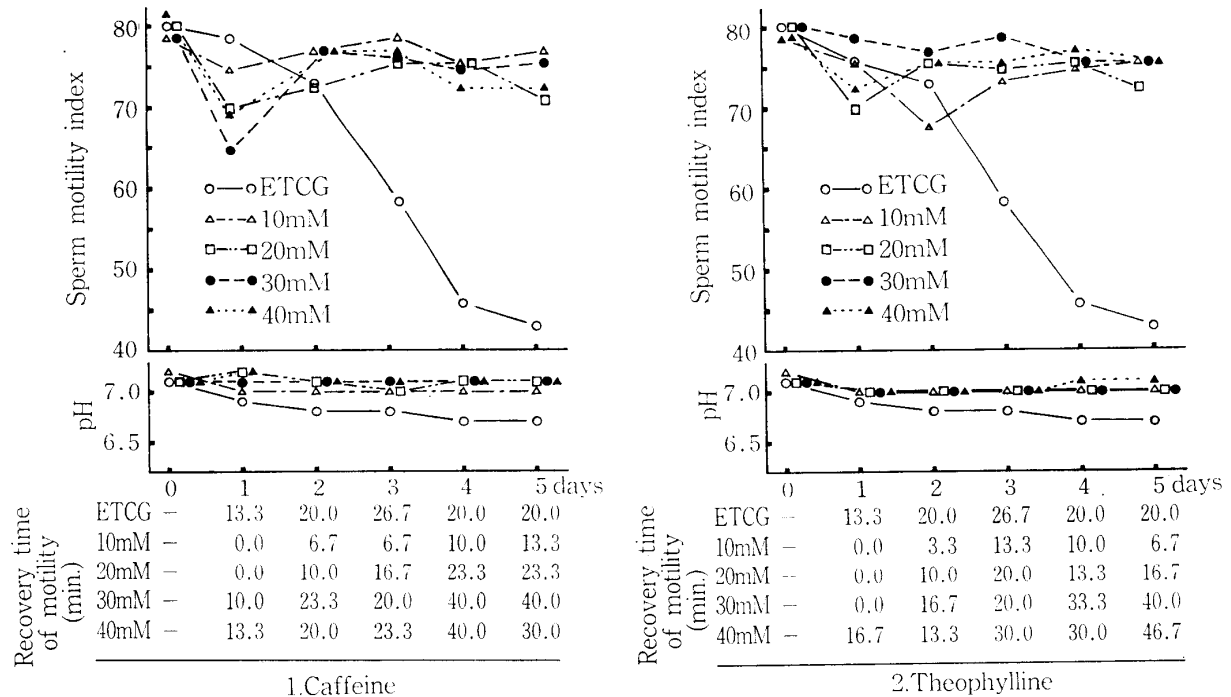 80
70
60
50
40
Sperm motility index
ETCG
10mM
20mM
30mM
40mM
7.0
6.5
pH
0 1 2 3 4 5 days
Recovery time of motility (min.)
ETCG – 13.3 20.0 26.7 20.0 20.0
10mM – 0.0 6.7 6.7 10.0 13.3
20mM – 0.0 10.0 16.7 23.3 23.3
30mM – 10.0 23.3 20.0 40.0 40.0
40mM – 13.3 20.0 23.3 40.0 30.0
1.Caffeine
80
70
60
50
40
Sperm motility index
ETCG
10mM
20mM
30mM
40mM
7.0
6.5
pH
0 1 2 3 4 5 days
Recovery time of motility (min.)
ETCG – 13.3 20.0 26.7 20.0 20.0
10mM – 0.0 3.3 13.3 10.0 6.7
20mM – 0.0 10.0 20.0 13.3 16.7
30mM – 0.0 16.7 20.0 33.3 40.0
40mM – 16.7 13.3 30.0 30.0 46.7
2.Theophylline